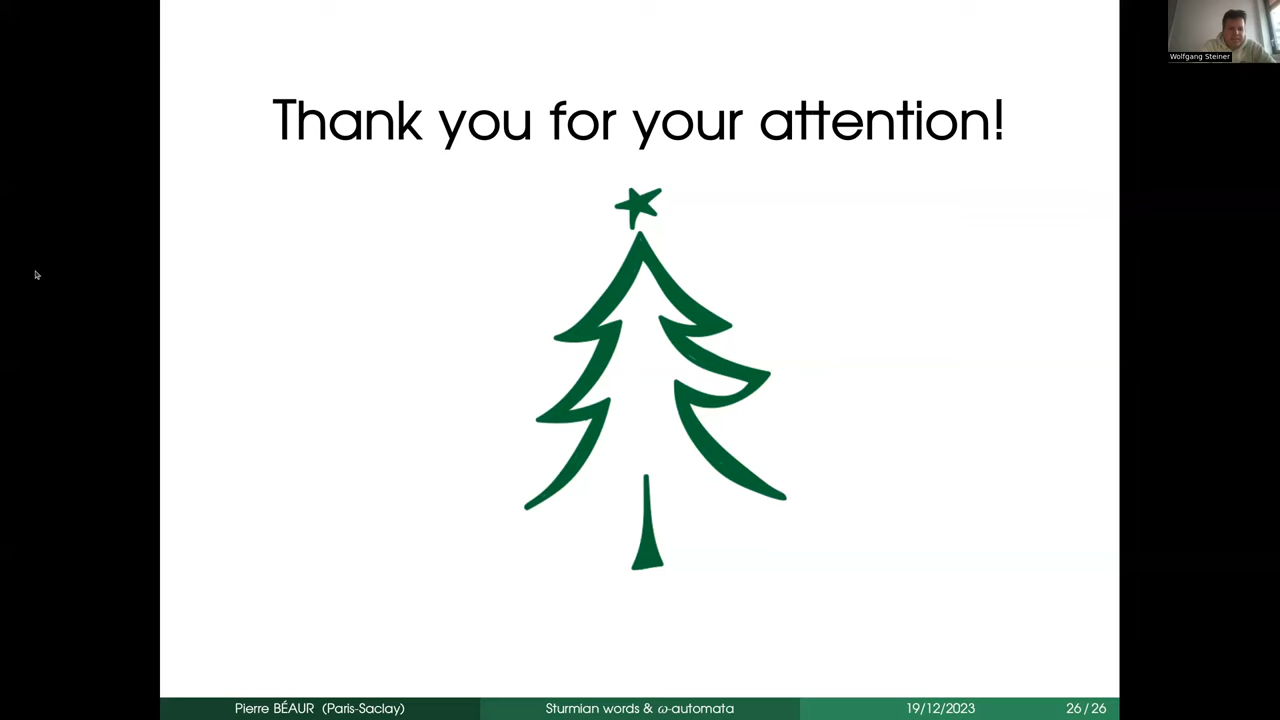 Wolfgang Steiner
Thank you for your attention!
Pierre BÉAUR (Paris-Saclay)
Sturmian words & ω-automata
19/12/2023
26 / 26